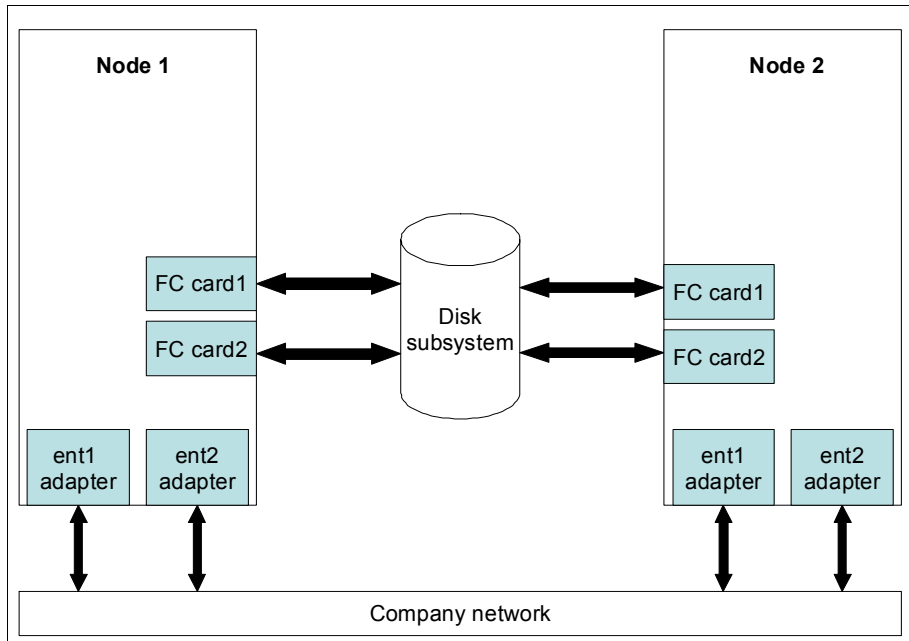 Node 1
Node 2
FC card1
FC card2
Disk
subsystem
FC card1
FC card2
ent1
adapter
ent2
adapter
ent1
adapter
ent2
adapter
Company network